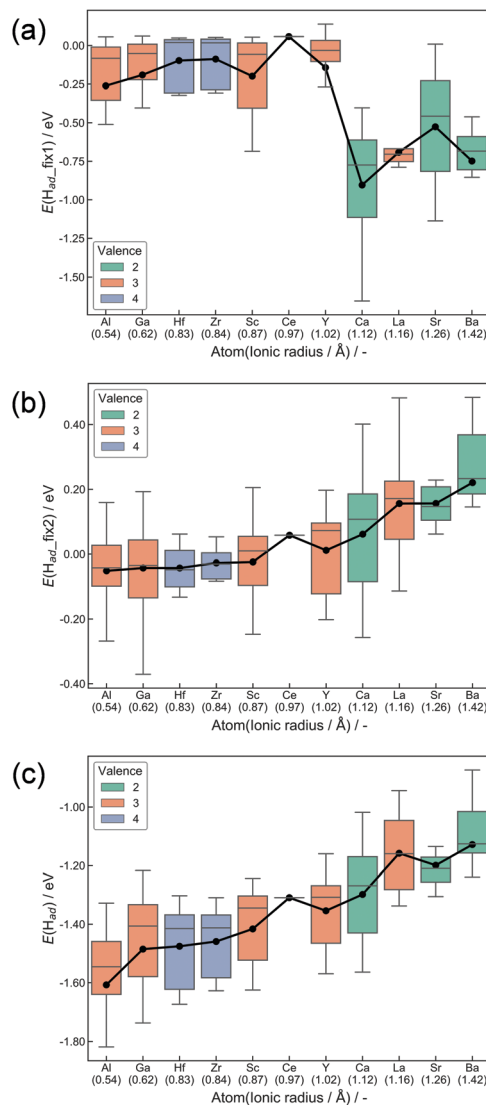 (a)
E(H_ad_fix1) / eV
0.00
-0.25
-0.50
-0.75
-1.00
-1.25
-1.50
Valence
2
3
4
Al Ga Hf Zr Sc Ce Y Ca La Sr Ba
(0.54) (0.62) (0.83) (0.84) (0.87) (0.97) (1.02) (1.12) (1.16) (1.26) (1.42)
Atom(Ionic radius / Å) / -
(b)
E(H_ad_fix2) / eV
0.40
0.20
0.00
-0.20
-0.40
Valence
2
3
4
Al Ga Hf Zr Sc Ce Y Ca La Sr Ba
(0.54) (0.62) (0.83) (0.84) (0.87) (0.97) (1.02) (1.12) (1.16) (1.26) (1.42)
Atom(Ionic radius / Å) / -
(c)
E(H_ad) / eV
-1.00
-1.20
-1.40
-1.60
-1.80
Valence
2
3
4
Al Ga Hf Zr Sc Ce Y Ca La Sr Ba
(0.54) (0.62) (0.83) (0.84) (0.87) (0.97) (1.02) (1.12) (1.16) (1.26) (1.42)
Atom(Ionic radius / Å) / -